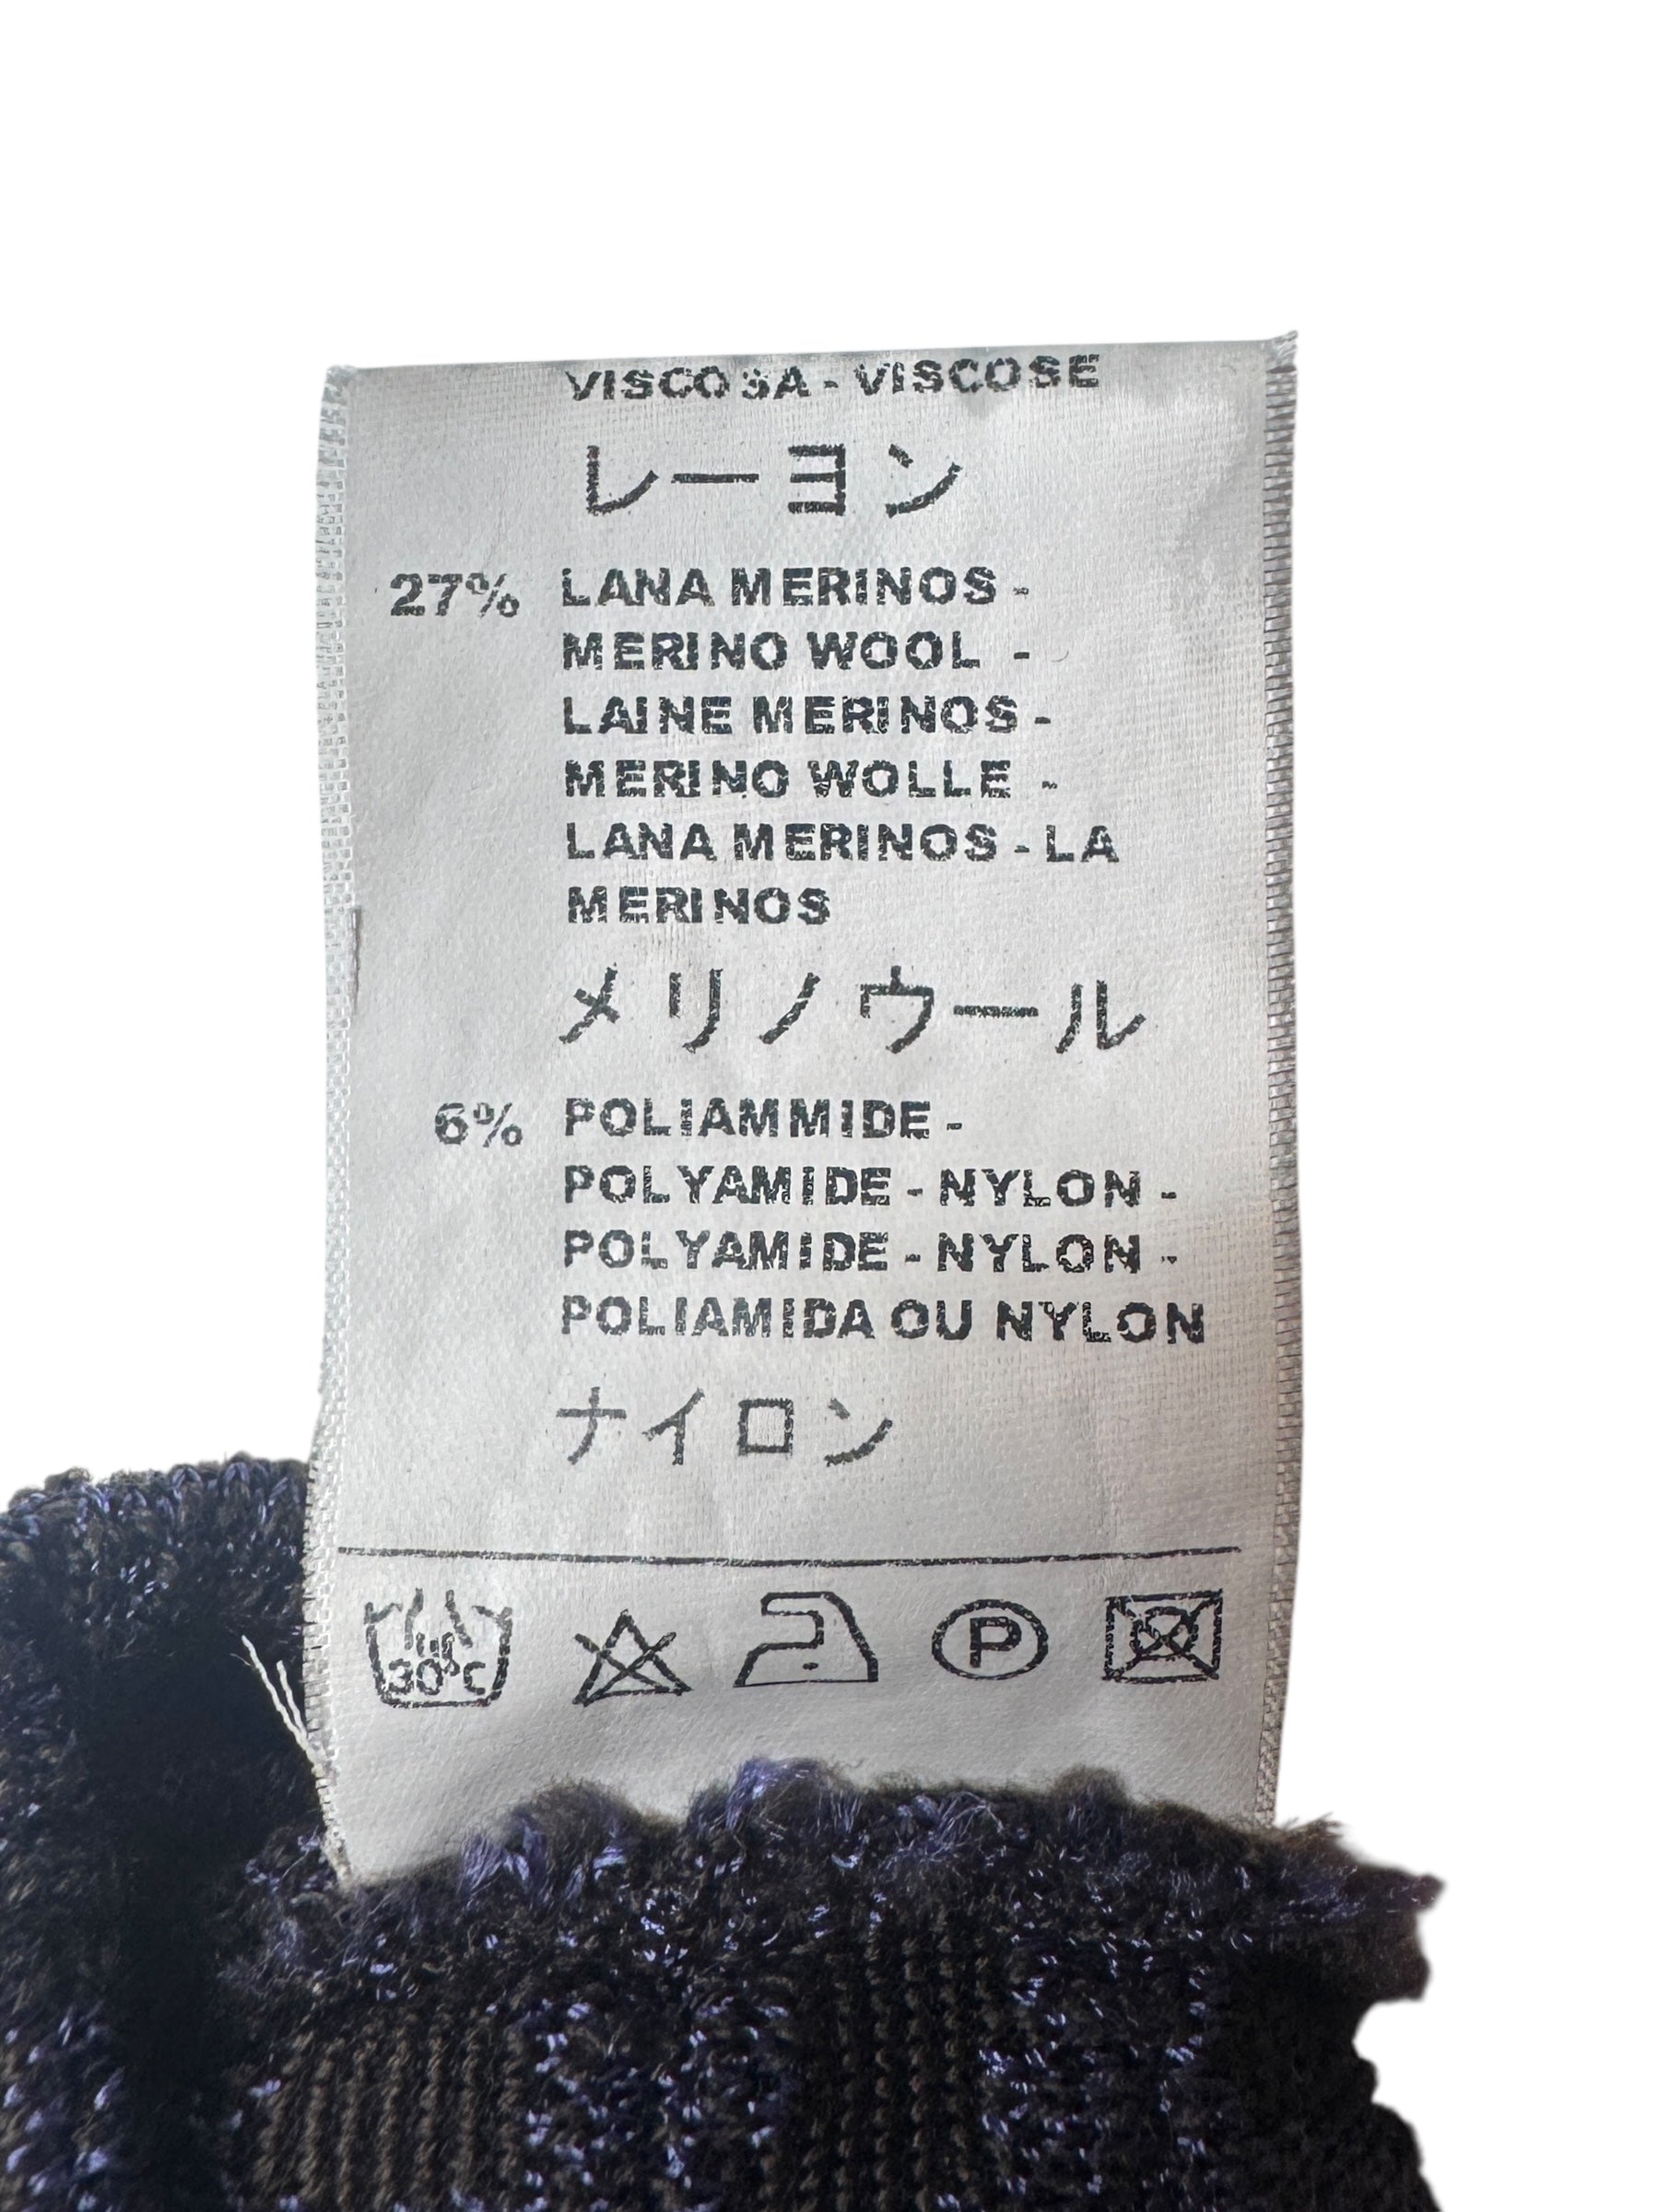 VISCOSA - VISCOSE
レーヨン
27% LANA MERINOS -
MERINO WOOL -
LAINE MERINOS -
MERINO WOLLE -
LANA MERINOS - LA
MERINOS
メリノウール
6% POLIAMMIDE -
POLYAMIDE - NYLON -
POLYAMIDE - NYLON -
POLIAMIDA OU NYLON
ナイロン
30°C P